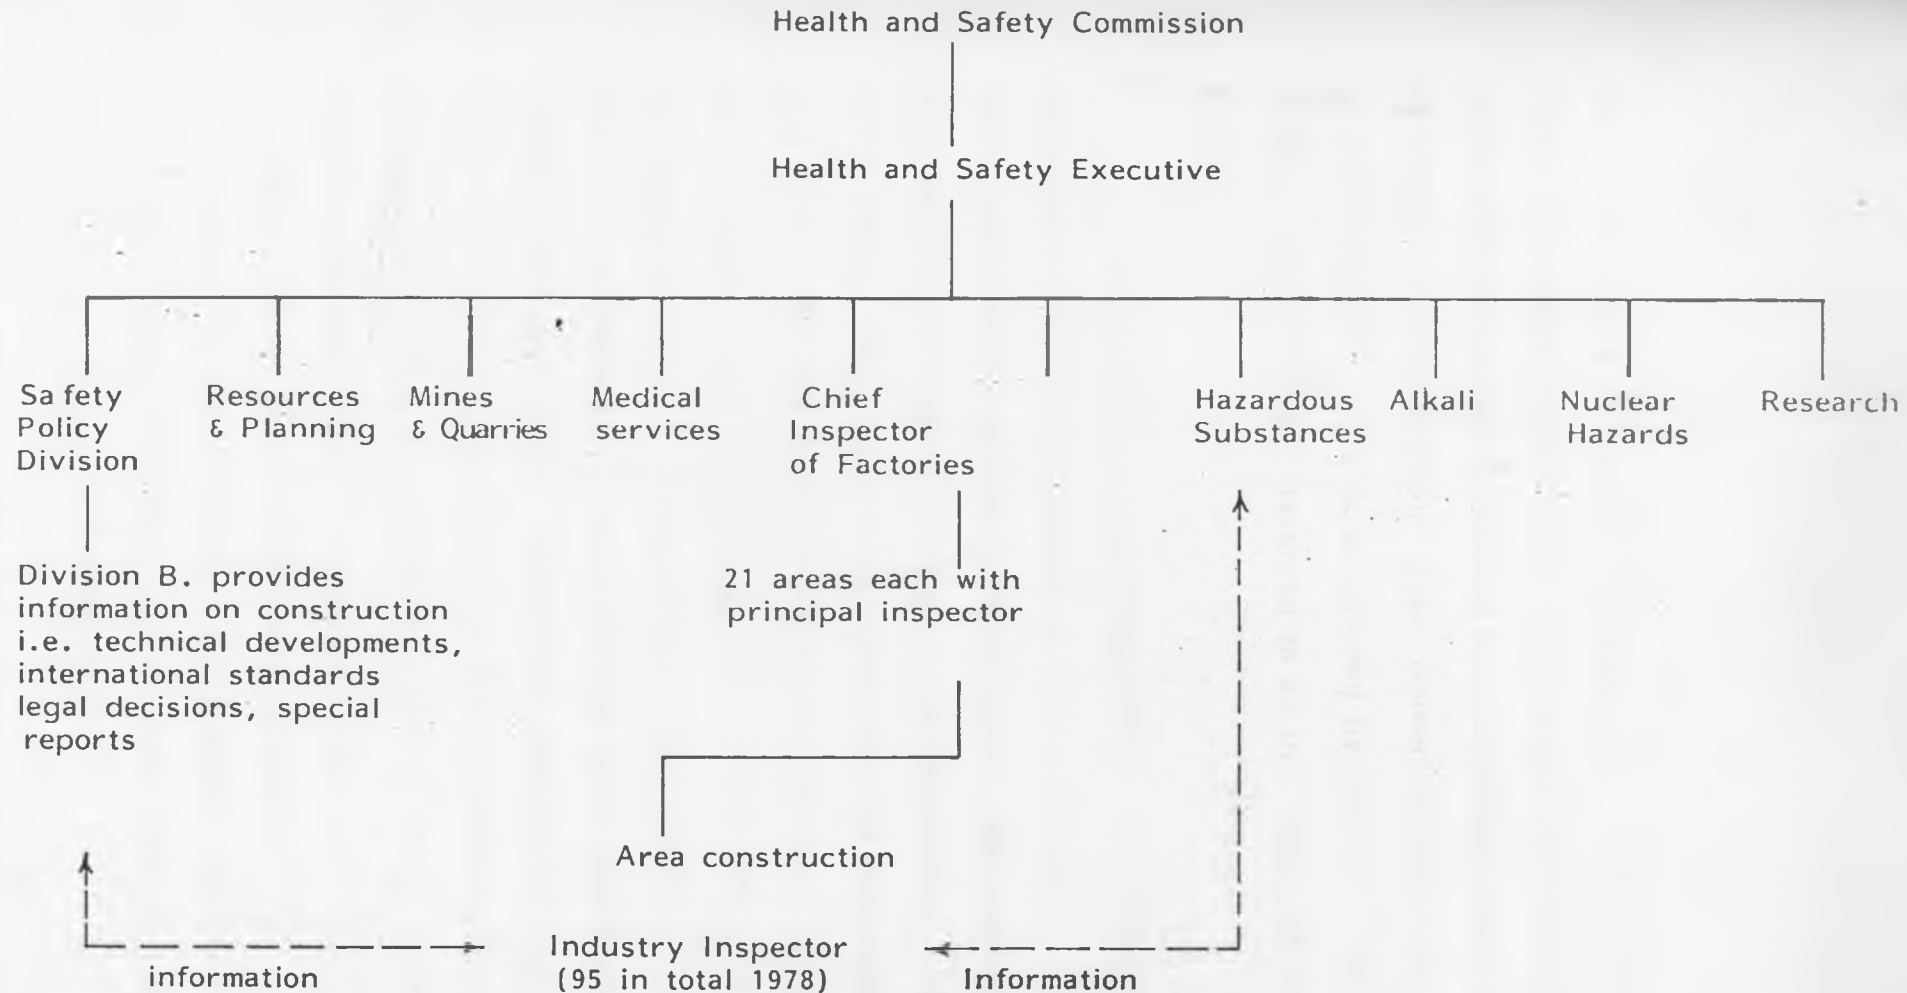 Health and Safety Commission
Health and Safety Executive
Safety
Policy
Division
Resources
& Planning
Mines
& Quarries
Medical
services
Chief
Inspector
of Factories
Hazardous
Substances
Alkali
Nuclear
Hazards
Research
Division B. provides
information on construction
i.e. technical developments,
international standards
legal decisions, special
reports
21 areas each with
principal inspector
Area construction
Industry Inspector
(95 in total 1978)
information
Information